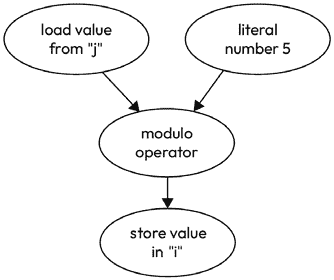 load value
from "j"
literal
number 5
modulo
operator
store value
in "i"